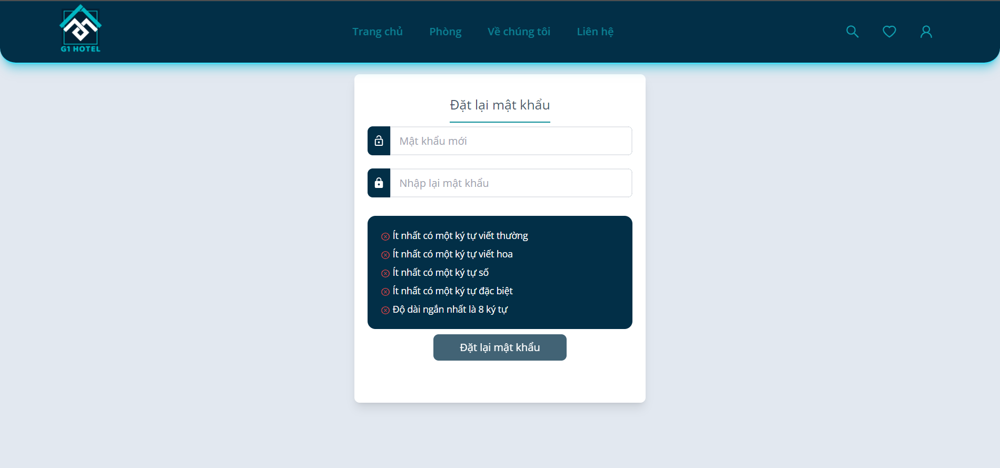 G1 HOTEL
Trang chủ Phòng Về chúng tôi Liên hệ
Đặt lại mật khẩu
Mật khẩu mới
Nhập lại mật khẩu
Ít nhất có một ký tự viết thường
Ít nhất có một ký tự viết hoa
Ít nhất có một ký tự số
Ít nhất có một ký tự đặc biệt
Độ dài ngắn nhất là 8 ký tự
Đặt lại mật khẩu